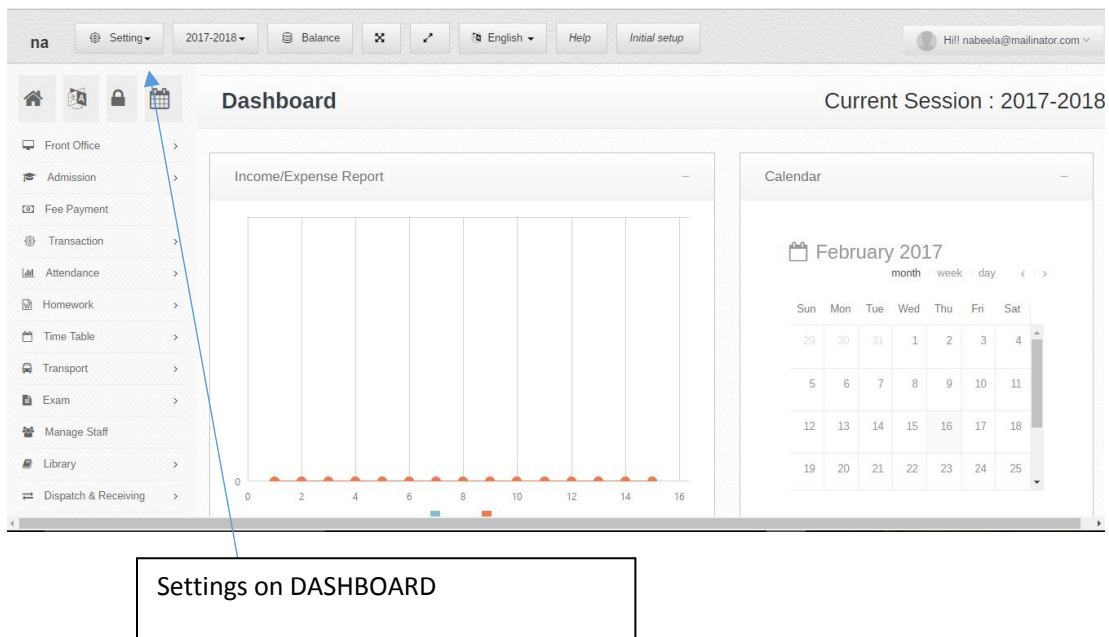 na Setting 2017-2018 Balance English Help Initial setup Hi!! nabeela@mailinator.com
Dashboard Current Session : 2017-2018
Front Office
Admission
Fee Payment
Transaction
Attendance
Homework
Time Table
Transport
Exam
Manage Staff
Library
Dispatch & Receiving
Income/Expense Report
0
0 2 4 6 8 10 12 14 16
Calendar
February 2017
month week day
Sun Mon Tue Wed Thu Fri Sat
29 30 31 1 2 3 4
5 6 7 8 9 10 11
12 13 14 15 16 17 18
19 20 21 22 23 24 25
Settings on DASHBOARD